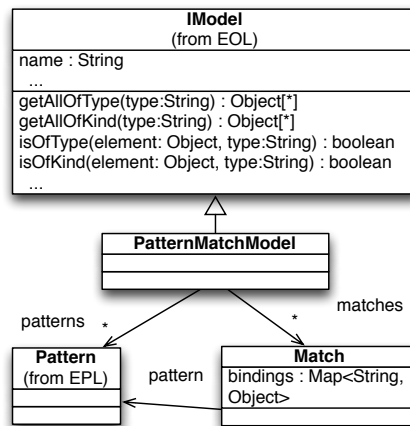 IModel
(from EOL)
name : String
...
getAllOfType(type:String) : Object[*]
getAllOfKind(type:String) : Object[*]
isOfType(element: Object, type:String) : boolean
isOfKind(element: Object, type:String) : boolean
...
PatternMatchModel
patterns
*
*
matches
Pattern
(from EPL)
pattern
Match
bindings : Map<String,
Object>